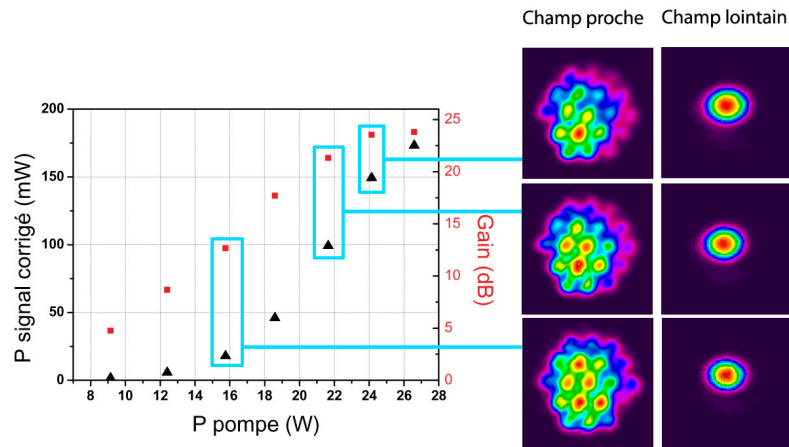 Champ proche Champ lointain
200
150
100
50
0
P signal corrigé (mW)
25
20
15
10
5
0
Gain (dB)
8 10 12 14 16 18 20 22 24 26 28
P pompe (W)